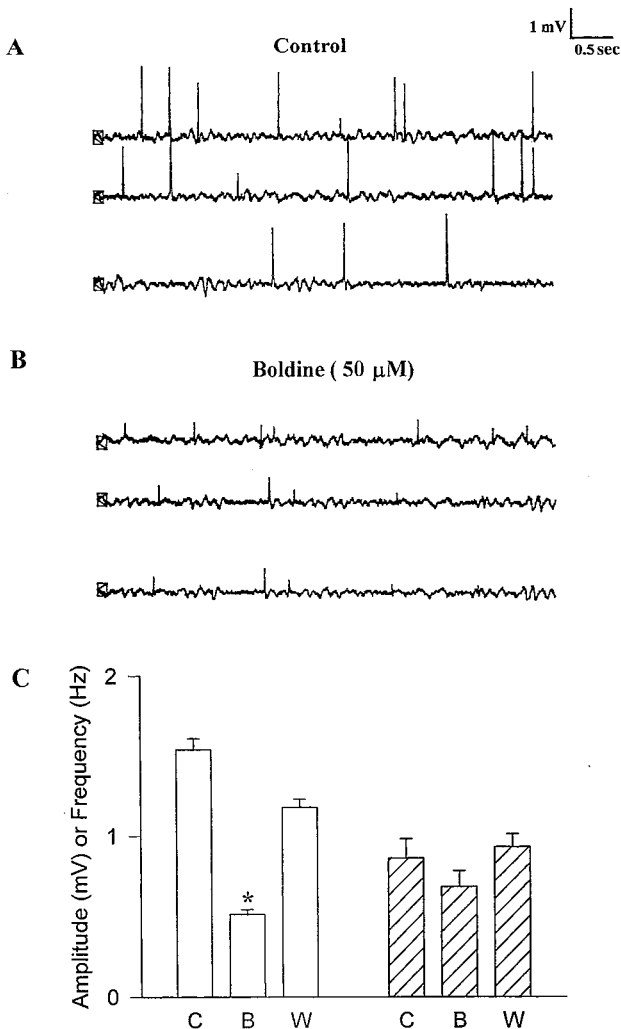 A
Control
1 mV
0.5 sec
B
Boldine ( 50 µM)
C
Amplitude (mV) or Frequency (Hz)
2
1
0
*
C B W C B W